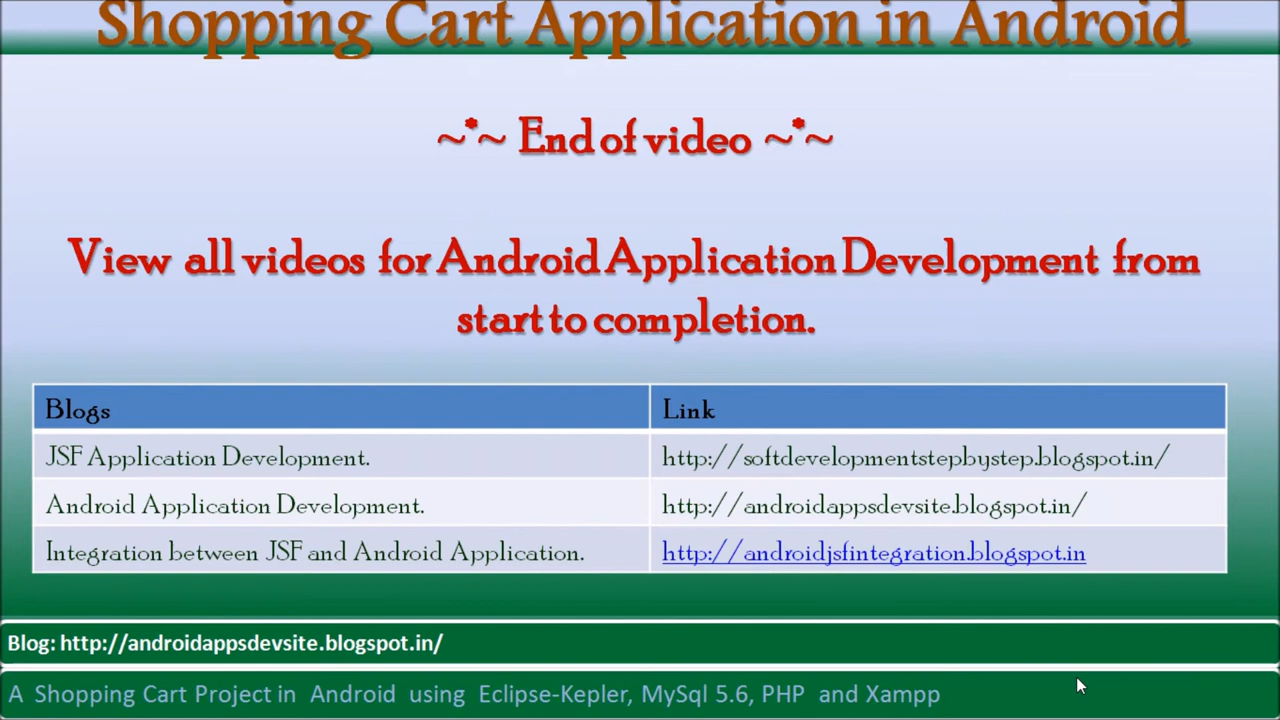 Shopping Cart Application in Android
~*~ End of video ~*~
View all videos for Android Application Development from
start to completion.
Blogs Link
JSF Application Development. http://softdevelopmentstepbystep.blogspot.in/
Android Application Development. http://androidappsdevsite.blogspot.in/
Integration between JSF and Android Application. http://androidjsfintegration.blogspot.in
Blog: http://androidappsdevsite.blogspot.in/
A Shopping Cart Project in Android using Eclipse-Kepler, MySql 5.6, PHP and Xampp